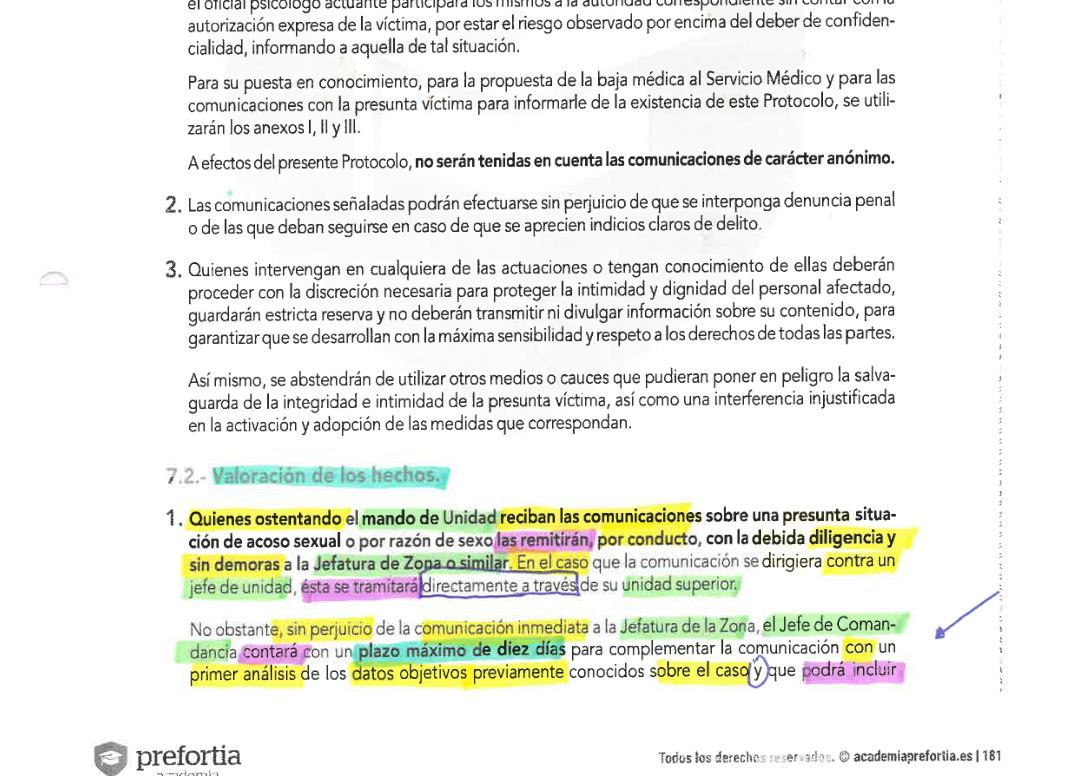 el oficial psicólogo actuante participará los mismos a la autoridad correspondiente sin contar con la
autorización expresa de la víctima, por estar el riesgo observado por encima del deber de confiden-
cialidad, informando a aquella de tal situación.
Para su puesta en conocimiento, para la propuesta de la baja médica al Servicio Médico y para las
comunicaciones con la presunta víctima para informarle de la existencia de este Protocolo, se utili-
zarán los anexos I, II y III.
A efectos del presente Protocolo, no serán tenidas en cuenta las comunicaciones de carácter anónimo.
2. Las comunicaciones señaladas podrán efectuarse sin perjuicio de que se interponga denuncia penal
o de las que deban seguirse en caso de que se aprecien indicios claros de delito.
3. Quienes intervengan en cualquiera de las actuaciones o tengan conocimiento de ellas deberán
proceder con la discreción necesaria para proteger la intimidad y dignidad del personal afectado,
guardarán estricta reserva y no deberán transmitir ni divulgar información sobre su contenido, para
garantizar que se desarrollan con la máxima sensibilidad y respeto a los derechos de todas las partes.
Así mismo, se abstendrán de utilizar otros medios o cauces que pudieran poner en peligro la salva-
guarda de la integridad e intimidad de la presunta víctima, así como una interferencia injustificada
en la activación y adopción de las medidas que correspondan.
7.2.- Valoración de los hechos.
1. Quienes ostentando el mando de Unidad reciban las comunicaciones sobre una presunta situa-
ción de acoso sexual o por razón de sexo las remitirán, por conducto, con la debida diligencia y
sin demoras a la Jefatura de Zona o similar. En el caso que la comunicación se dirigiera contra un
jefe de unidad, ésta se tramitará directamente a través de su unidad superior.
No obstante, sin perjuicio de la comunicación inmediata a la Jefatura de la Zona, el Jefe de Coman-
dancia contará con un plazo máximo de diez días para complementar la comunicación con un
primer análisis de los datos objetivos previamente conocidos sobre el caso y que podrá incluir
prefortia
academia
Todos los derechos reservados. © academiaprefortia.es | 181